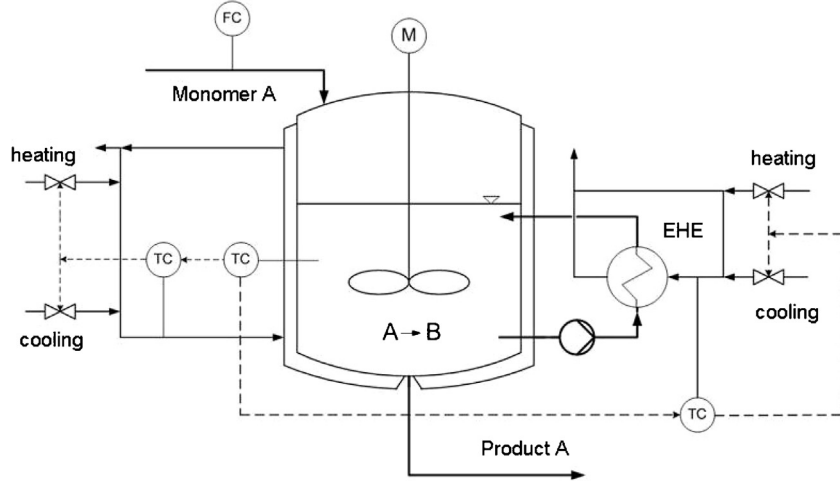 FC
M
Monomer A
heating
heating
EHE
TC
TC
cooling
cooling
A → B
TC
Product A